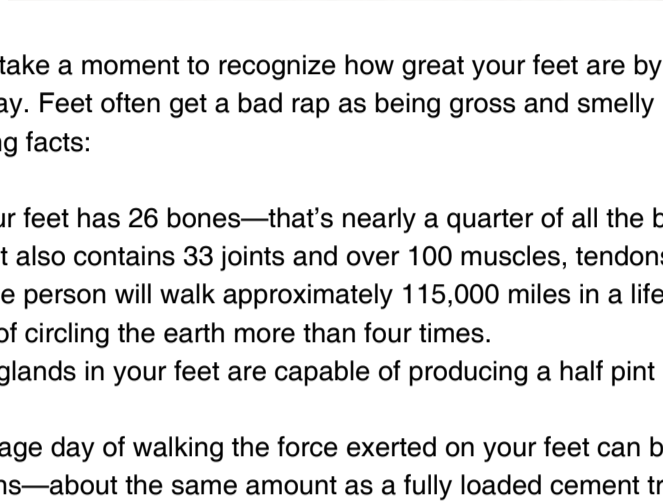 take a moment to recognize how great your feet are by
ay. Feet often get a bad rap as being gross and smelly
g facts:
ur feet has 26 bones—that's nearly a quarter of all the b
t also contains 33 joints and over 100 muscles, tendons
e person will walk approximately 115,000 miles in a life
of circling the earth more than four times.
glands in your feet are capable of producing a half pint
age day of walking the force exerted on your feet can b
ns—about the same amount as a fully loaded cement tr